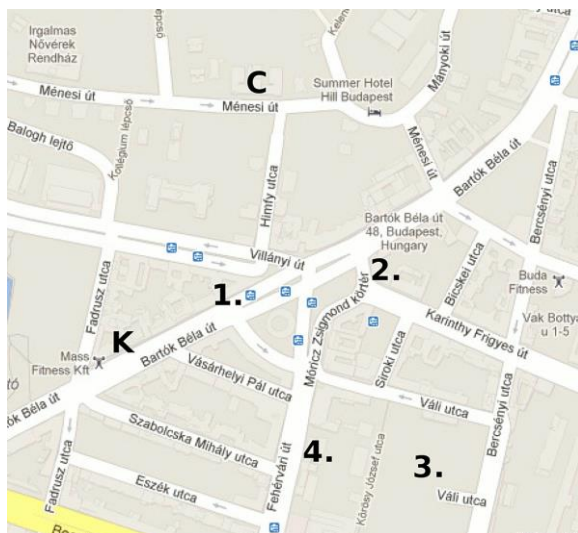 Irgalmas
Nővérek
Rendház
Ménesi út
C
Ménesi út
Summer Hotel
Hill Budapest
Mányoki út
Balogh lejtő
Kollégium lépcső
Himfy utca
Ménesi út
Bartók Béla út
Bercsényi utca
Bartók Béla út
48, Budapest,
Hungary
Villányi út
Fadrusz utca
1.
2.
Bicskei utca
Buda
Fitness
Karinthy Frigyes út
Vak Bottya
u 1-5
K
Mass
Fitness Kft
Bartók Béla út
Móricz Zsigmond körtér
Siroki utca
Vásárhelyi Pál utca
Váli utca
Bercsényi utca
Szabolcska Mihály utca
Fadrusz utca
Eszék utca
Fehérvári út
4.
Kőrösy József utca
3.
Váli utca